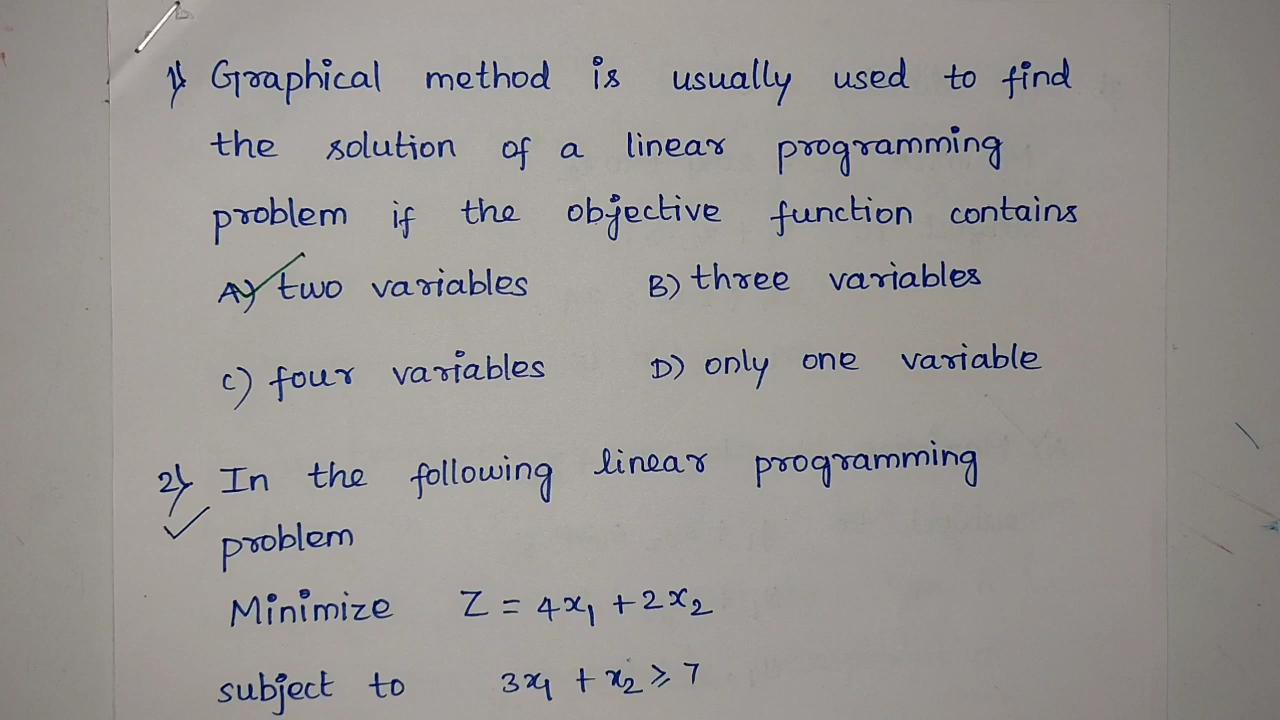 1) Graphical method is usually used to find
the solution of a linear programming
problem if the objective function contains
A) two variables B) three variables
C) four variables D) only one variable
2) In the following linear programming
problem
Minimize Z = 4x₁ + 2x₂
subject to 3x₁ + x₂ ≥ 7